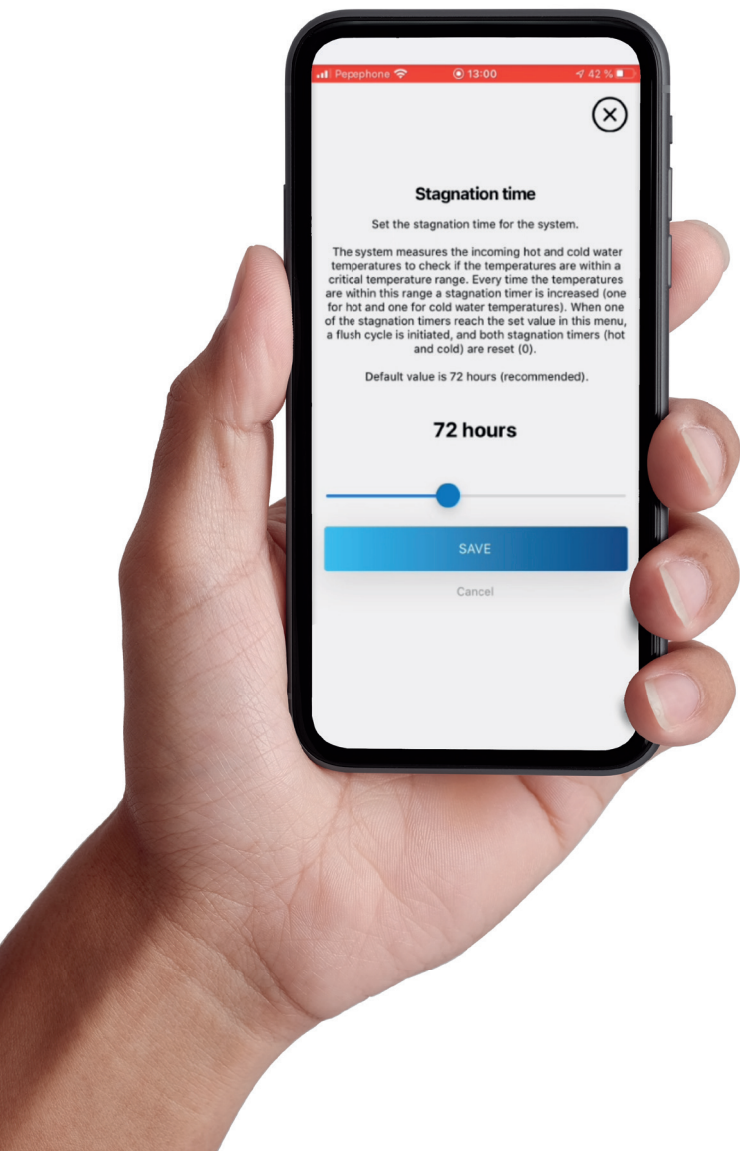 Pepephone 13:00 42 %
Stagnation time
Set the stagnation time for the system.
The system measures the incoming hot and cold water
temperatures to check if the temperatures are within a
critical temperature range. Every time the temperatures
are within this range a stagnation timer is increased (one
for hot and one for cold water temperatures). When one
of the stagnation timers reach the set value in this menu,
a flush cycle is initiated, and both stagnation timers (hot
and cold) are reset (0).
Default value is 72 hours (recommended).
72 hours
SAVE
Cancel